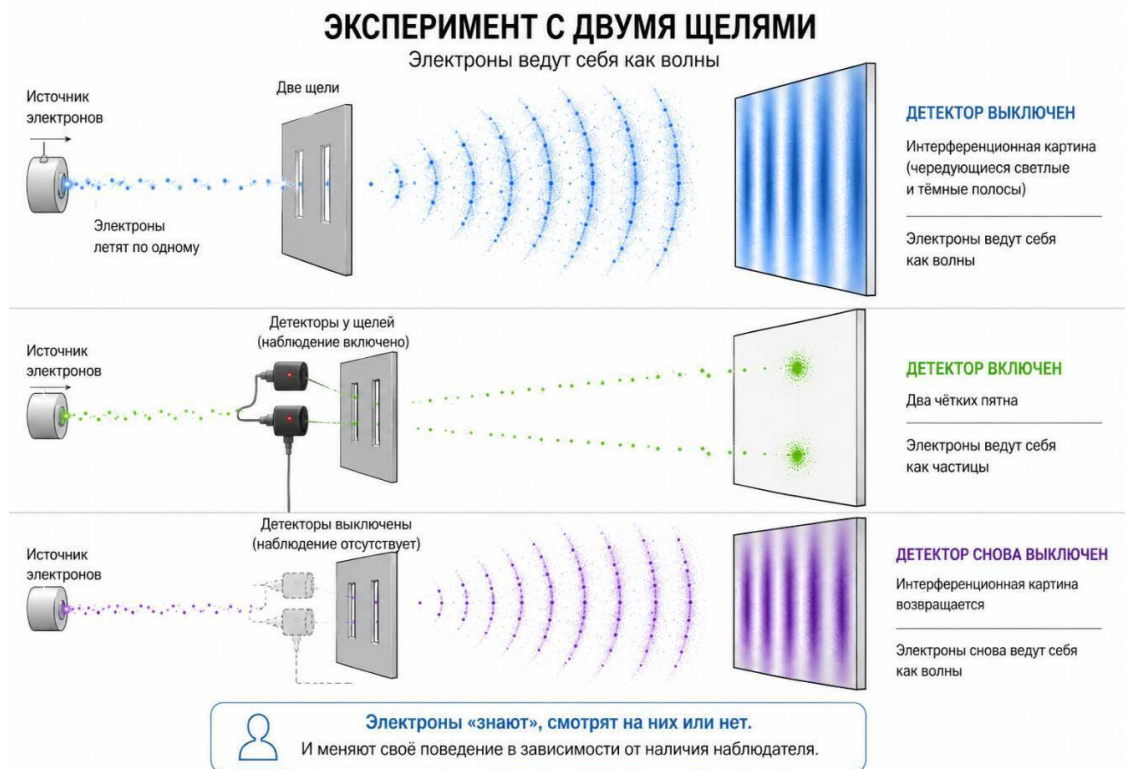 ЭКСПЕРИМЕНТ С ДВУМЯ ЩЕЛЯМИ
Электроны ведут себя как волны
Источник
электронов
Две щели
Электроны
летят по одному
ДЕТЕКТОР ВЫКЛЮЧЕН
Интерференционная картина
(чередующиеся светлые
и тёмные полосы)
Электроны ведут себя
как волны
Источник
электронов
Детекторы у щелей
(наблюдение включено)
ДЕТЕКТОР ВКЛЮЧЕН
Два чётких пятна
Электроны ведут себя
как частицы
Источник
электронов
Детекторы выключены
(наблюдение отсутствует)
ДЕТЕКТОР СНОВА ВЫКЛЮЧЕН
Интерференционная картина
возвращается
Электроны снова ведут себя
как волны
Электроны «знают», смотрят на них или нет.
И меняют своё поведение в зависимости от наличия наблюдателя.